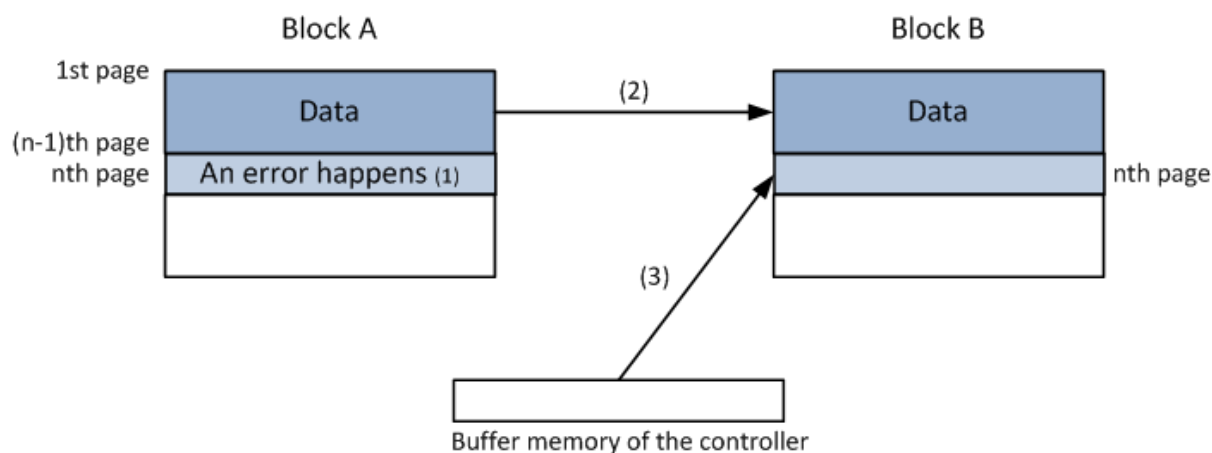 Block A
Block B
1st page
Data
(2)
Data
(n-1)th page
nth page
An error happens (1)
nth page
(3)
Buffer memory of the controller